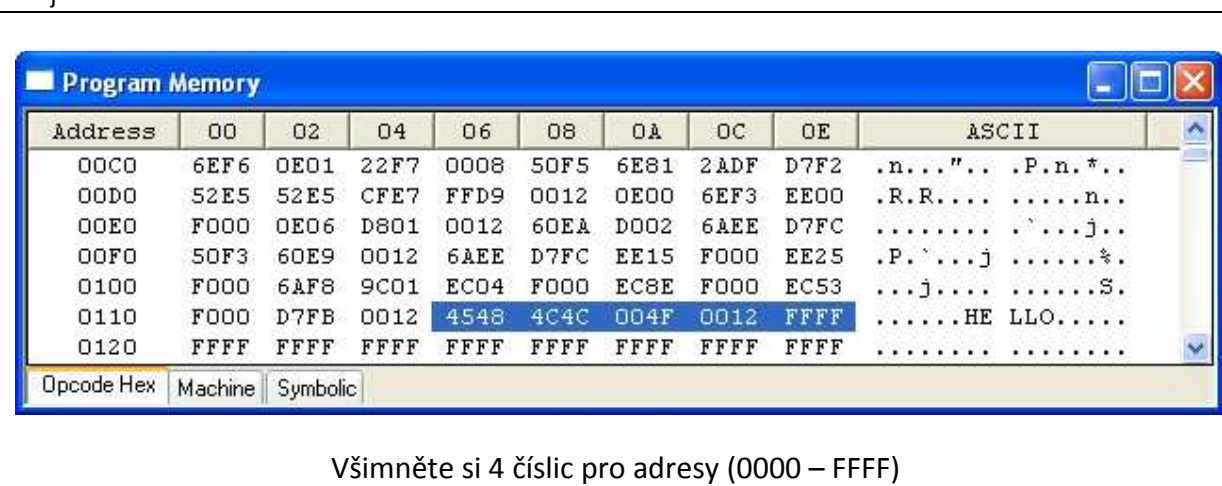 Program Memory
Address 00 02 04 06 08 0A 0C 0E ASCII
00C0 6EF6 0E01 22F7 0008 50F5 6E81 2ADF D7F2 .n...".. .P.n.*..
00D0 52E5 52E5 CFE7 FFD9 0012 0E00 6EF3 EE00 .R.R.... .....n..
00E0 F000 0E06 D801 0012 60EA D002 6AEE D7FC ........ .`...j..
00F0 50F3 60E9 0012 6AEE D7FC EE15 F000 EE25 .P.`...j ......%.
0100 F000 6AF8 9C01 EC04 F000 EC8E F000 EC53 ...j.... ......S.
0110 F000 D7FB 0012 4548 4C4C 004F 0012 FFFF ......HE LLO.....
0120 FFFF FFFF FFFF FFFF FFFF FFFF FFFF FFFF ........ ........
Opcode Hex Machine Symbolic
Všimněte si 4 číslic pro adresy (0000 – FFFF)